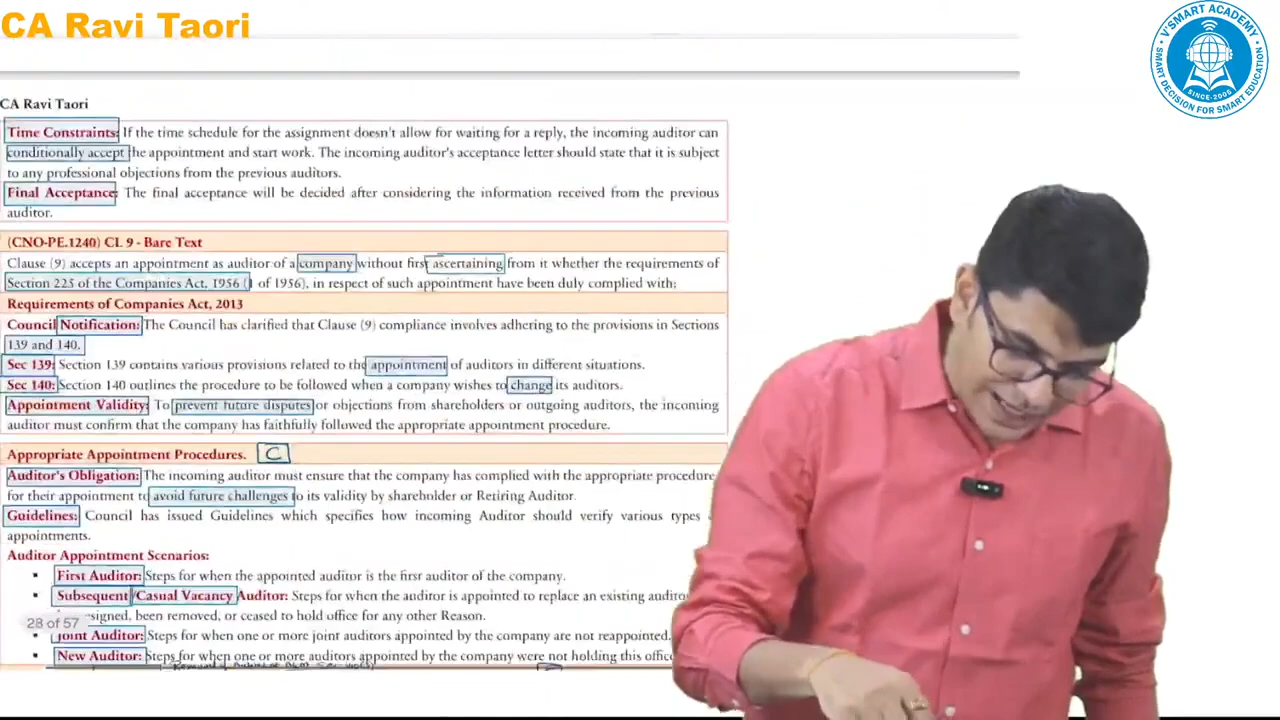 CA Ravi Taori
V'SMART ACADEMY
SINCE-2005
SMART DECISION FOR SMART EDUCATION
CA Ravi Taori
Time Constraints: If the time schedule for the assignment doesn't allow for waiting for a reply, the incoming auditor can
conditionally accept the appointment and start work. The incoming auditor's acceptance letter should state that it is subject
to any professional objections from the previous auditors.
Final Acceptance: The final acceptance will be decided after considering the information received from the previous
auditor.
(CNO-PE.1240) Cl. 9 - Bare Text
Clause (9) accepts an appointment as auditor of a company without first ascertaining from it whether the requirements of
Section 225 of the Companies Act, 1956 (1 of 1956), in respect of such appointment have been duly complied with;
Requirements of Companies Act, 2013
Council Notification: The Council has clarified that Clause (9) compliance involves adhering to the provisions in Sections
139 and 140.
Sec 139: Section 139 contains various provisions related to the appointment of auditors in different situations.
Sec 140: Section 140 outlines the procedure to be followed when a company wishes to change its auditors.
Appointment Validity: To prevent future disputes or objections from shareholders or outgoing auditors, the incoming
auditor must confirm that the company has faithfully followed the appropriate appointment procedure.
Appropriate Appointment Procedures. C
Auditor's Obligation: The incoming auditor must ensure that the company has complied with the appropriate procedure
for their appointment to avoid future challenges to its validity by shareholder or Retiring Auditor.
Guidelines: Council has issued Guidelines which specifies how incoming Auditor should verify various types
appointments.
Auditor Appointment Scenarios:
▪ First Auditor: Steps for when the appointed auditor is the first auditor of the company.
▪ Subsequent/Casual Vacancy Auditor: Steps for when the auditor is appointed to replace an existing
signed, been removed, or ceased to hold office for any other Reason.
28 of 57
▪ Joint Auditor: Steps for when one or more joint auditors appointed by the company are not reappointed.
▪ New Auditor: Steps for when one or more auditors appointed by the company were not holding this